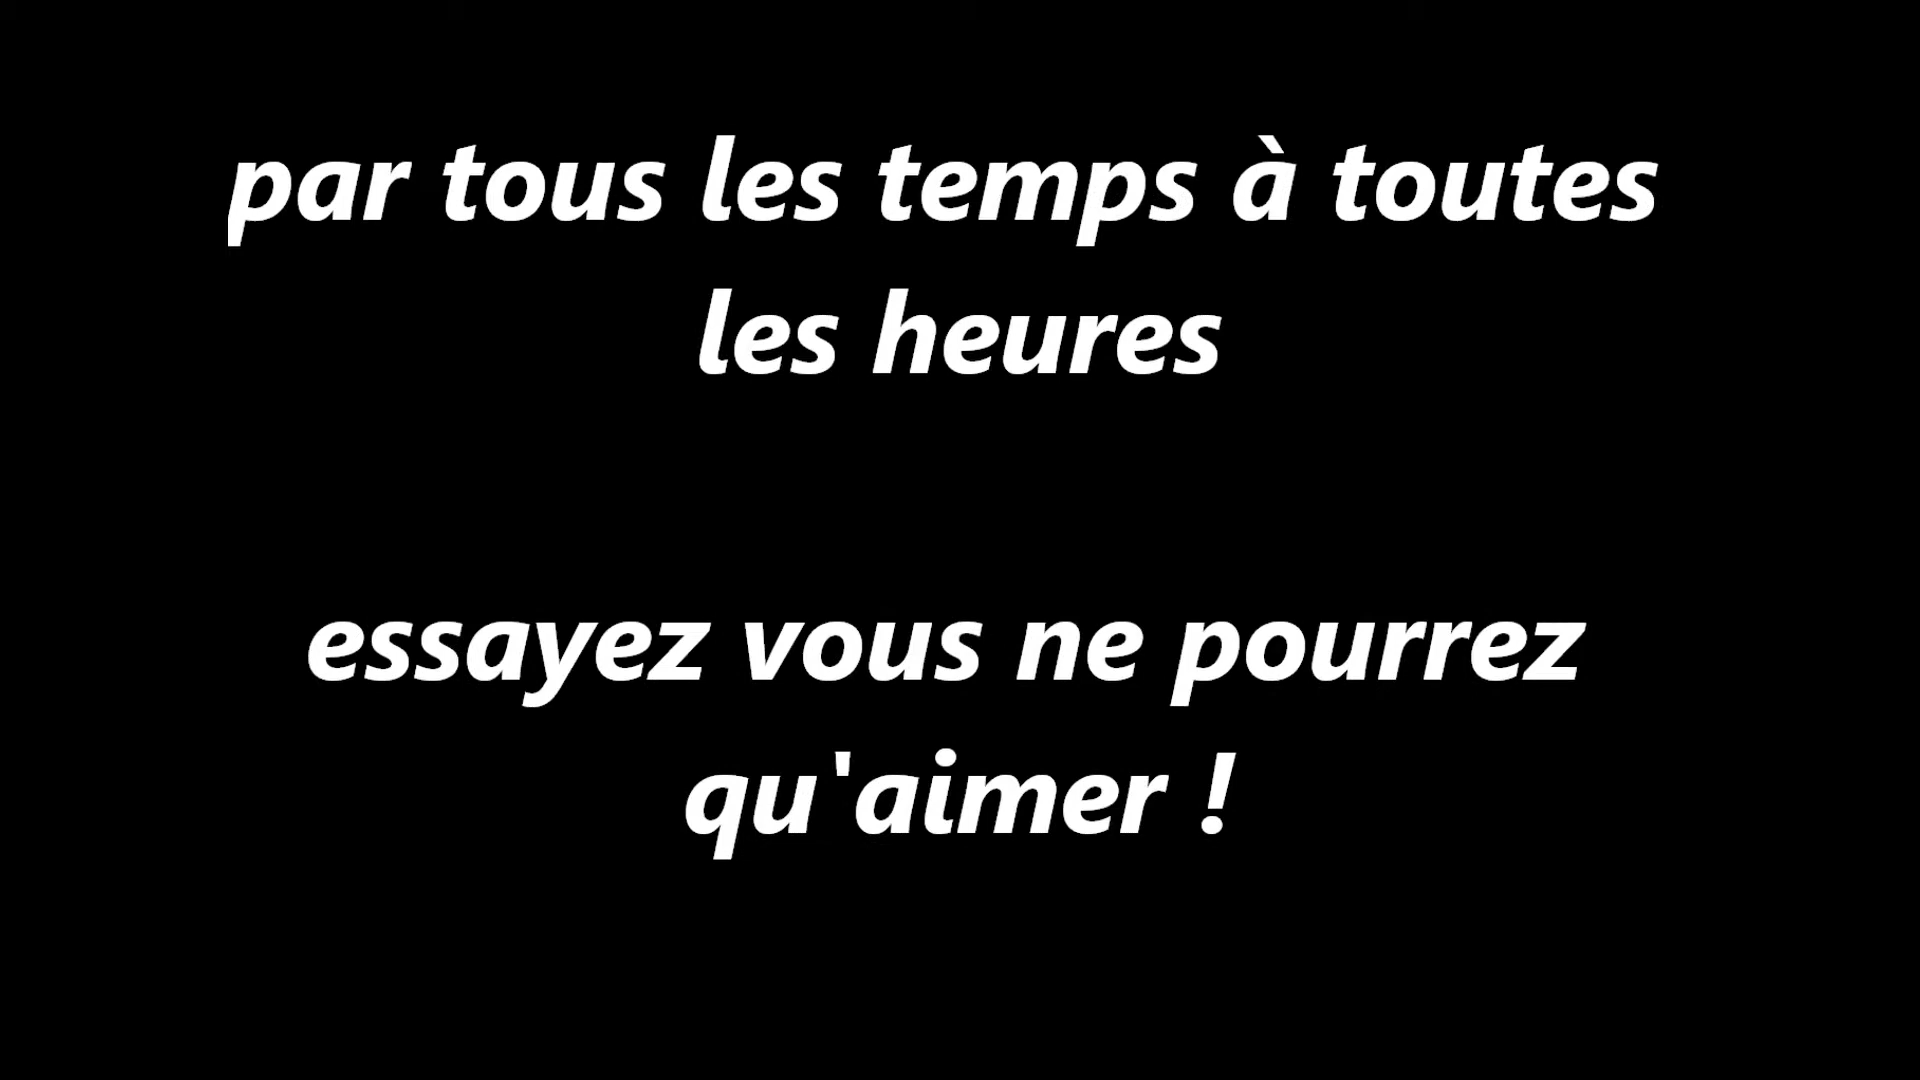 par tous les temps à toutes
les heures
essayez vous ne pourrez
qu'aimer !